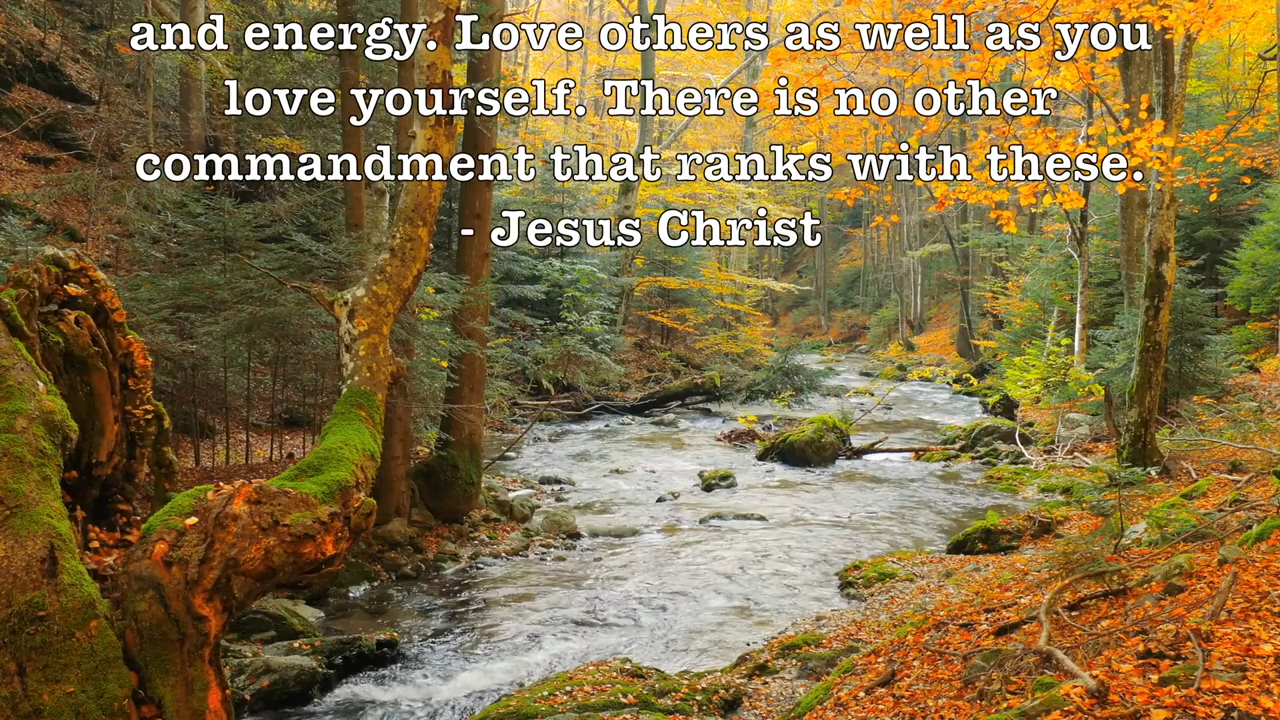 and energy. Love others as well as you
love yourself. There is no other
commandment that ranks with these.
- Jesus Christ